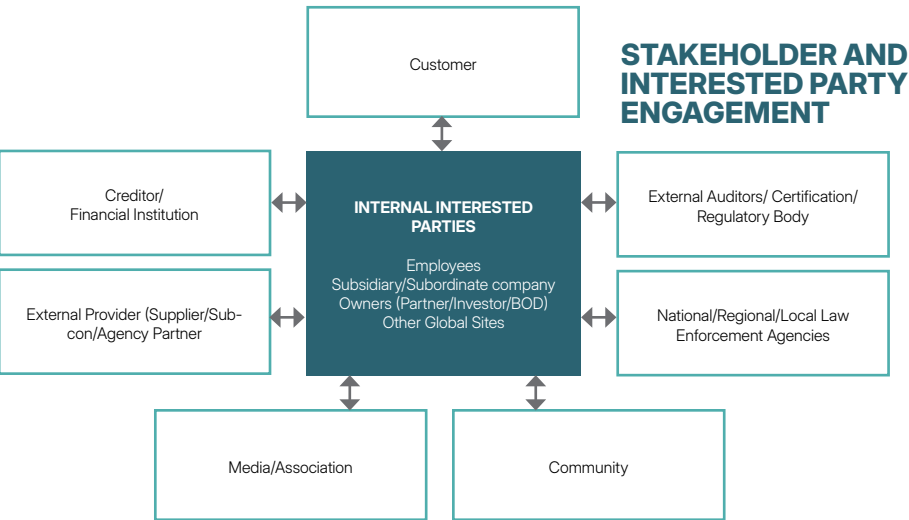 Customer
STAKEHOLDER AND
INTERESTED PARTY
ENGAGEMENT
Creditor/
Financial Institution
INTERNAL INTERESTED
PARTIES
Employees
Subsidiary/Subordinate company
Owners (Partner/Investor/BOD)
Other Global Sites
External Auditors/ Certification/
Regulatory Body
External Provider (Supplier/Sub-
con/Agency Partner
National/Regional/Local Law
Enforcement Agencies
Media/Association
Community